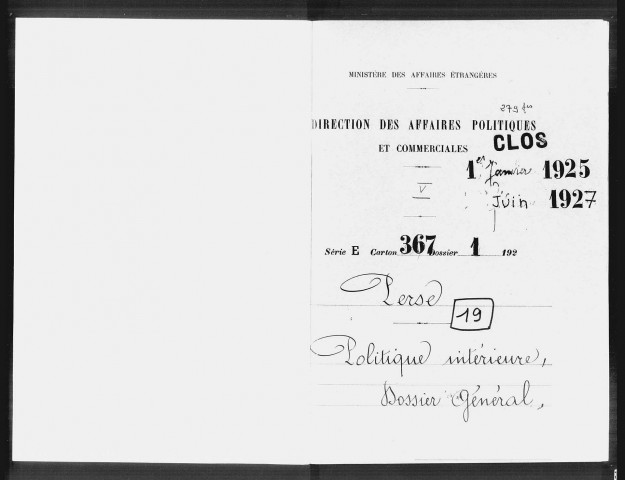 MINISTÈRE DES AFFAIRES ÉTRANGÈRES
279 fos
DIRECTION DES AFFAIRES POLITIQUES
ET COMMERCIALES
CLOS
1er Janvier 1925
V
Juin 1927
Série E Carton 367 Dossier 1 192
Perse
19
Politique intérieure,
Dossier Général,